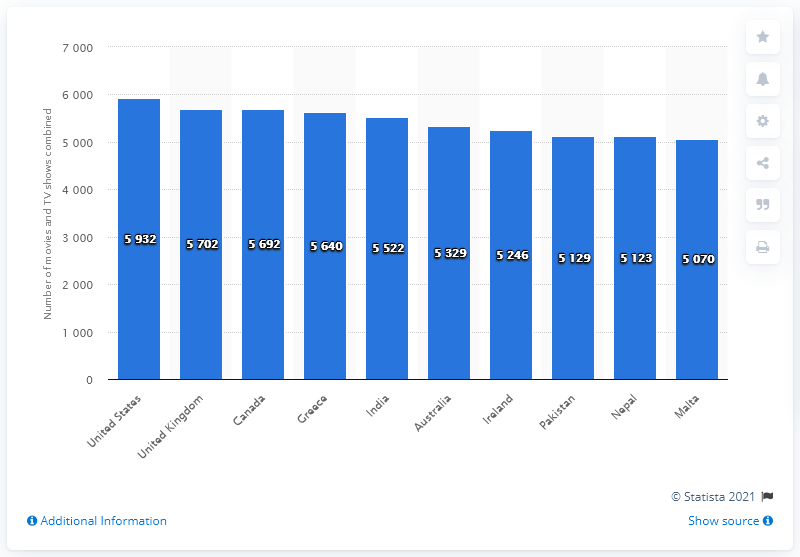 Number of movies and TV shows combined
7 000
6 000
5 000
4 000
3 000
2 000
1 000
0
5 932
5 702
5 692
5 640
5 522
5 329
5 246
5 129
5 123
5 070
United States
United Kingdom
Canada
Greece
India
Australia
Ireland
Pakistan
Nepal
Malta
© Statista 2021
Additional Information
Show source